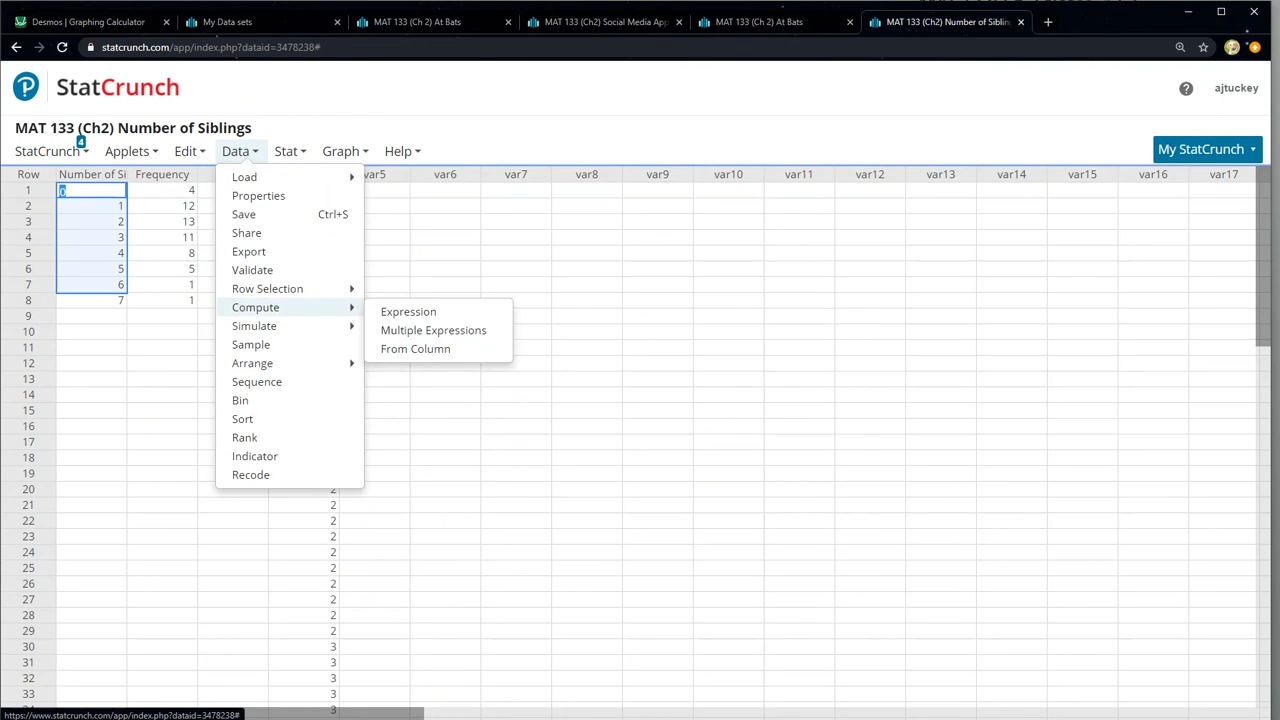 Desmos | Graphing Calculator × My Data sets × MAT 133 (Ch 2) At Bats × MAT 133 (Ch2) Social Media App × MAT 133 (Ch 2) At Bats × MAT 133 (Ch2) Number of Siblin ×
statcrunch.com/app/index.php?dataid=3478238#
StatCrunch
ajtuckey
MAT 133 (Ch2) Number of Siblings
4
StatCrunch Applets Edit Data Stat Graph Help
My StatCrunch
Row Number of Si Frequency var5 var6 var7 var8 var9 var10 var11 var12 var13 var14 var15 var16 var17
1 0 4
2 1 12
3 2 13
4 3 11
5 4 8
6 5 5
7 6 1
8 7 1
9
10
11
12
13
14
15
16
17
18
19
20 2
21 2
22 2
23 2
24 2
25 2
26 2
27 2
28 2
29 2
30 3
31 3
32 3
33 3
3
Load
Properties
Save Ctrl+S
Share
Export
Validate
Row Selection
Compute
Simulate
Sample
Arrange
Sequence
Bin
Sort
Rank
Indicator
Recode
Expression
Multiple Expressions
From Column
https://www.statcrunch.com/app/index.php?dataid=3478238#